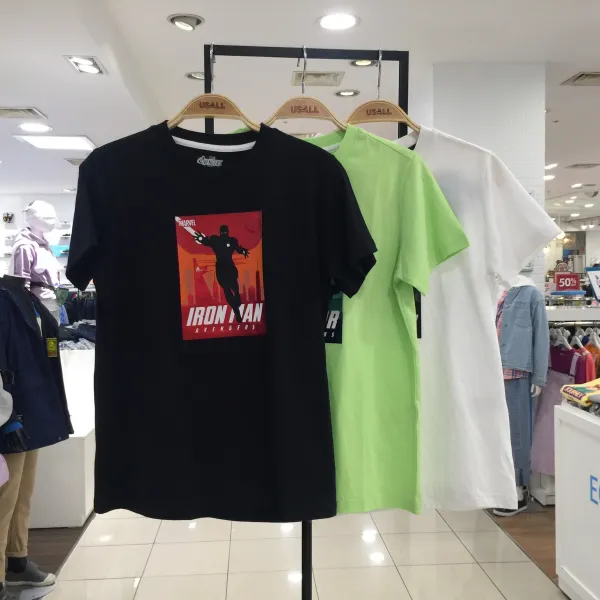 USALL
USALL
USALL
MARVEL
IRON MAN
AVENGERS
R
S
50%
E